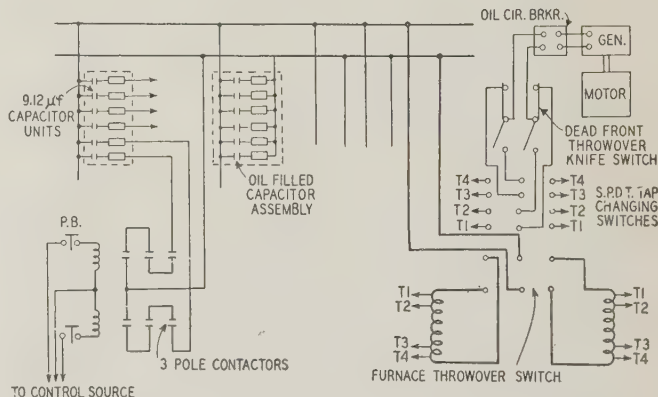 OIL CIR. BRKR.
GEN.
MOTOR
9.12 μf
CAPACITOR
UNITS
DEAD FRONT
THROWOVER
KNIFE SWITCH
OIL FILLED
CAPACITOR
ASSEMBLY
T4
T3
T2
T1
T4
T3
T2
T1
S.P.D.T. TAP
CHANGING
SWITCHES
P.B.
T1
T2
T3
T4
T1
T2
T3
T4
3 POLE CONTACTORS
FURNACE THROWOVER SWITCH
TO CONTROL SOURCE